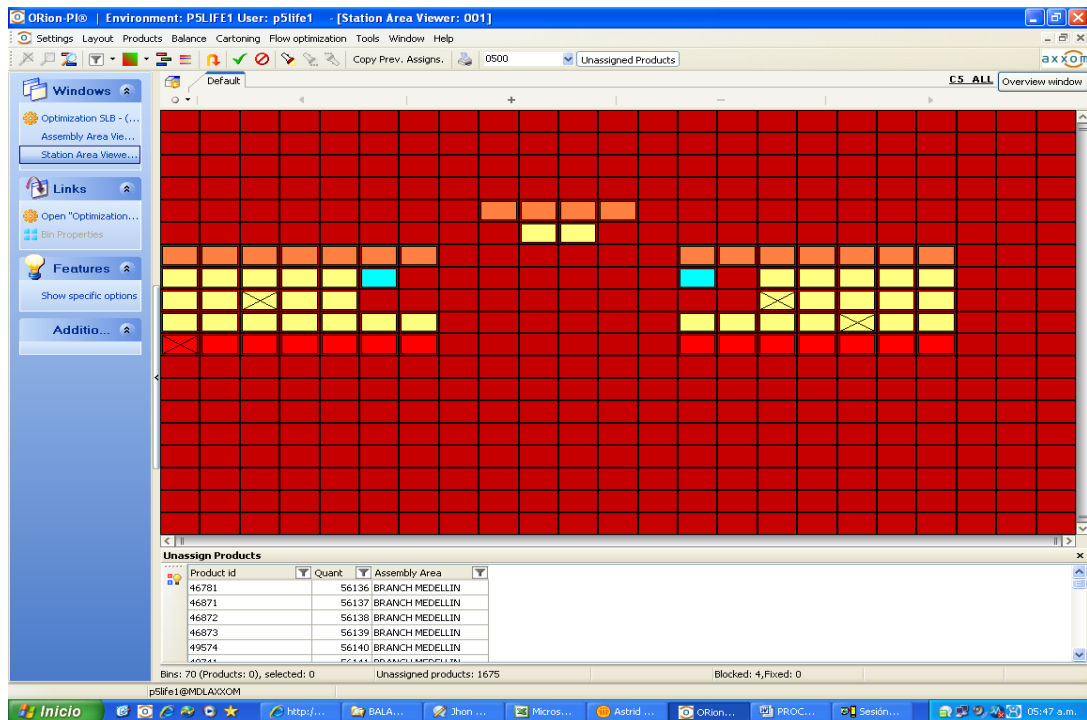 ORion-PI® | Environment: P5LIFE1 User: p5life1 - [Station Area Viewer: 001]
Settings Layout Products Balance Cartoning Flow optimization Tools Window Help
Copy Prev. Assigns. 0500 Unassigned Products axxom
Windows
Optimization SLB - (...
Assembly Area Vie...
Station Area Viewe...
Links
Open "Optimization...
Bin Properties
Features
Show specific options
Additio...
Default C5 ALL Overview window
Unassign Products
Product id Quant Assembly Area
46781 56136 BRANCH MEDELLIN
46871 56137 BRANCH MEDELLIN
46872 56138 BRANCH MEDELLIN
46873 56139 BRANCH MEDELLIN
49574 56140 BRANCH MEDELLIN
49741 56141 BRANCH MEDELLIN
Bins: 70 (Products: 0), selected: 0 Unassigned products: 1675 Blocked: 4,Fixed: 0
p5life1@MDLAXXOM
Inicio http:/... BALA... Jhon ... Micros... Astrid ... ORion... PROC... Sesión... 05:47 a.m.